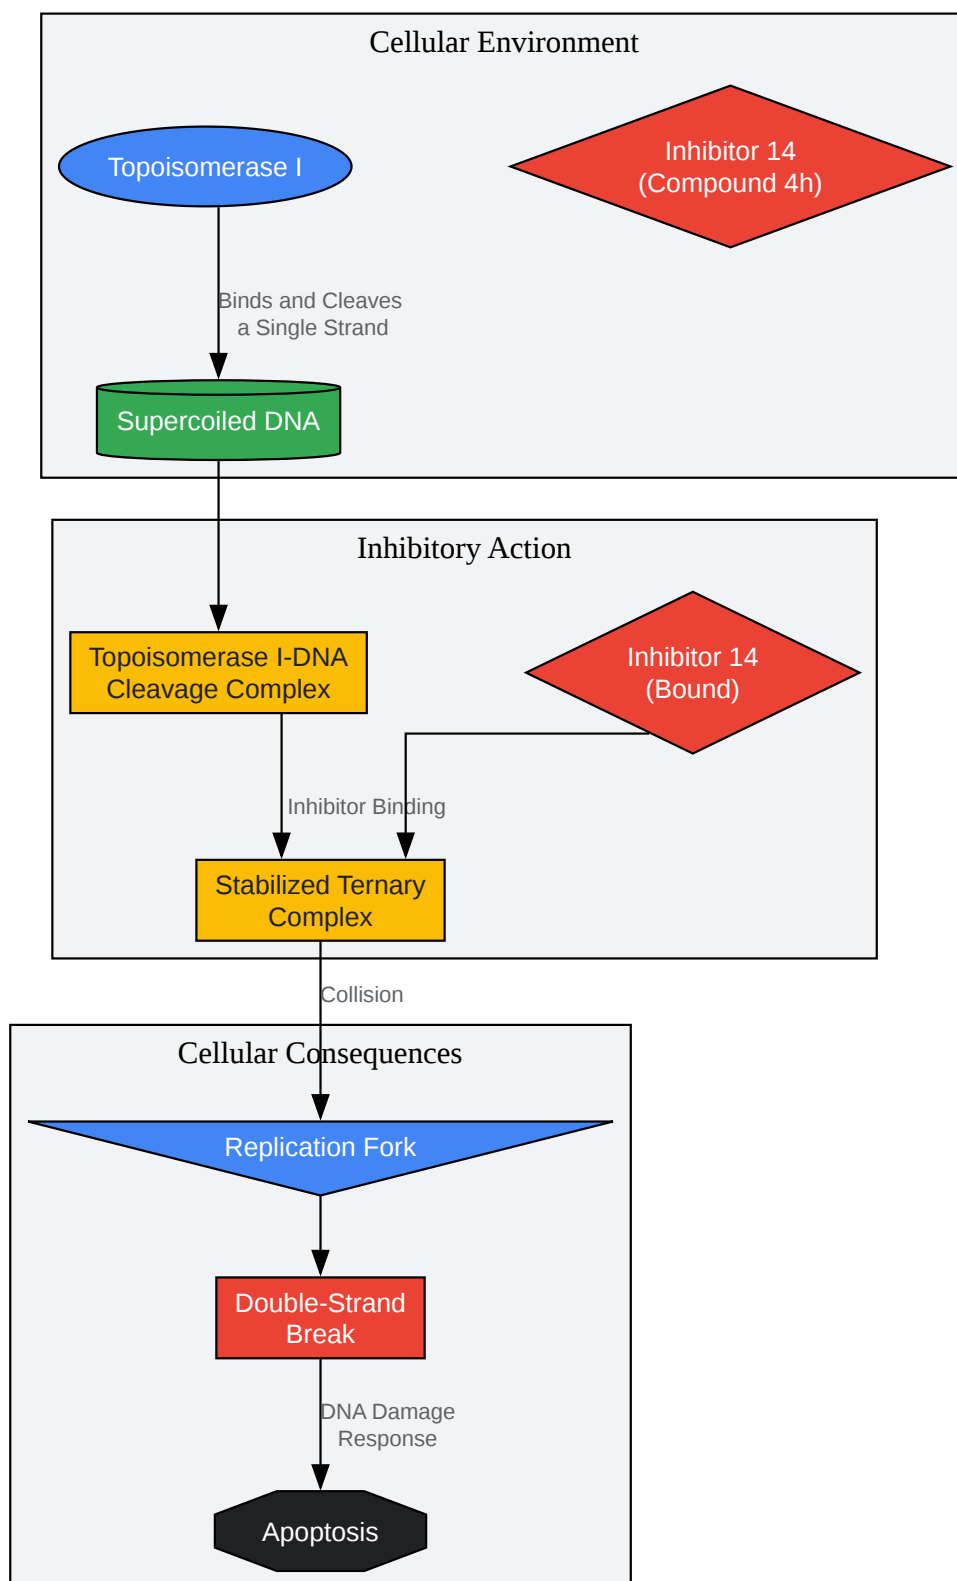 Cellular Environment
Topoisomerase I
Inhibitor 14
(Compound 4h)
Binds and Cleaves
a Single Strand
Supercoiled DNA
Inhibitory Action
Topoisomerase I-DNA
Cleavage Complex
Inhibitor 14
(Bound)
Inhibitor Binding
Stabilized Ternary
Complex
Collision
Cellular Consequences
Replication Fork
Double-Strand
Break
DNA Damage
Response
Apoptosis